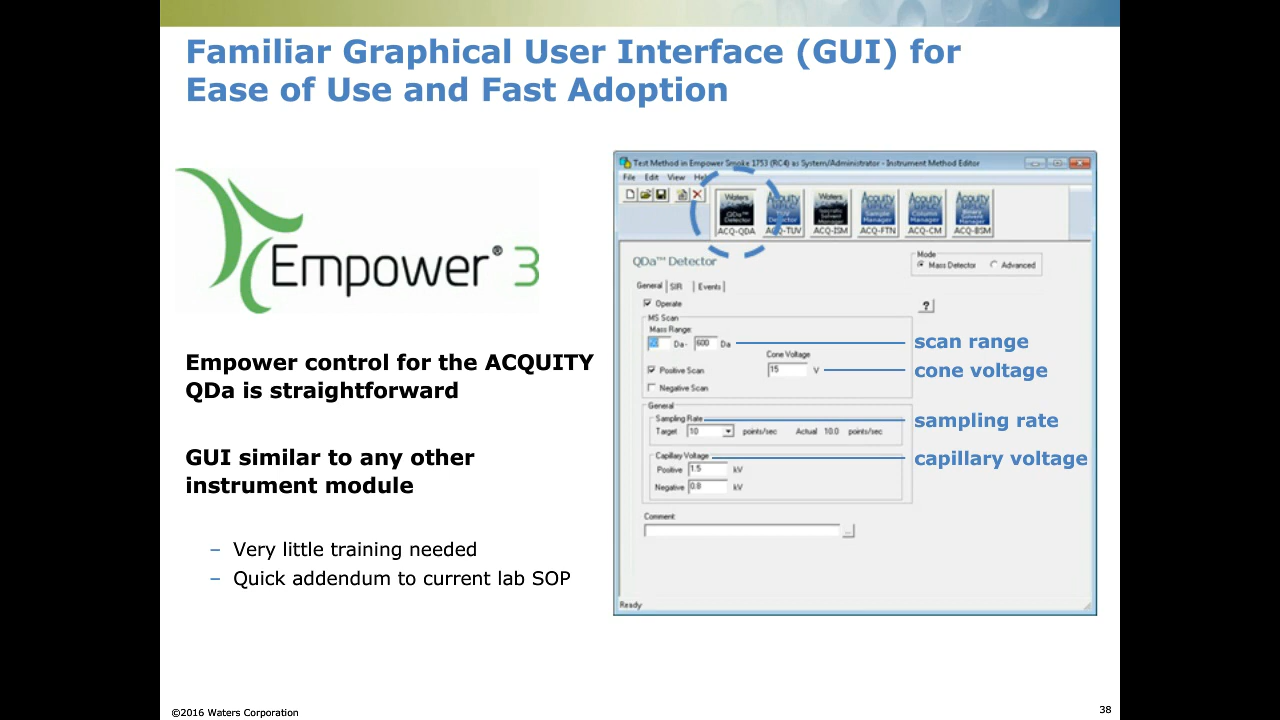 Familiar Graphical User Interface (GUI) for
Ease of Use and Fast Adoption
Empower® 3
Empower control for the ACQUITY
QDa is straightforward
GUI similar to any other
instrument module
– Very little training needed
– Quick addendum to current lab SOP
Test Method in Empower Smoke 1753 (RC4) as System/Administrator - Instrument Method Editor
File Edit View Help
Waters QDa™ Detector
Acquity UPLC TUV Detector
Waters Isocratic Solvent Manager
Acquity UPLC Sample Manager
Acquity UPLC Column Manager
Acquity UPLC Binary Solvent Manager
ACQ-QDA ACQ-TUV ACQ-ISM ACQ-FTN ACQ-CM ACQ-BSM
QDa™ Detector
Mode
Mass Detector Advanced
General SIR Events
Operate
?
MS Scan
Mass Range:
Da- 600 Da
scan range
Cone Voltage
Positive Scan 15 V
cone voltage
Negative Scan
General
Sampling Rate
sampling rate
Target 10 points/sec Actual 10.0 points/sec
Capillary Voltage
capillary voltage
Positive 1.5 kV
Negative 0.8 kV
Comment:
...
Ready
©2016 Waters Corporation
38